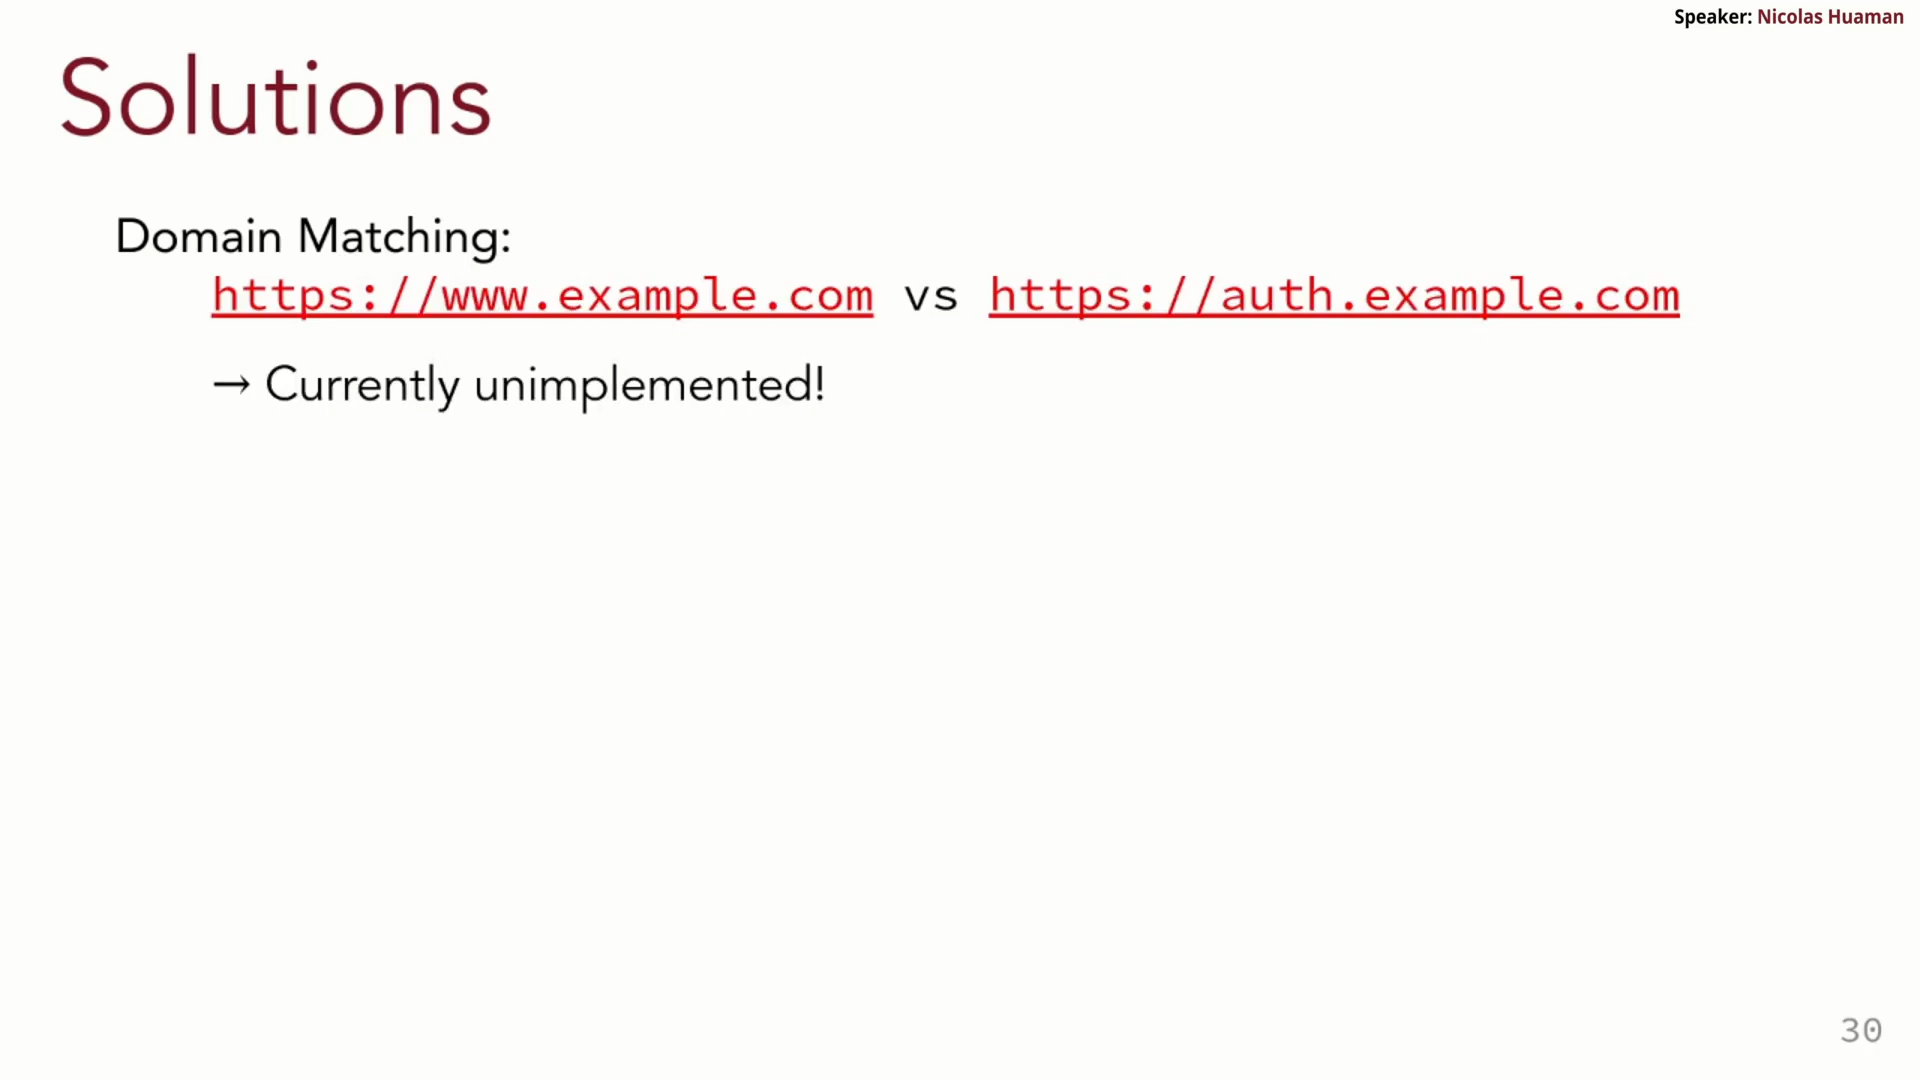 Speaker: Nicolas Huaman
Solutions
Domain Matching:
https://www.example.com vs https://auth.example.com
→ Currently unimplemented!
30